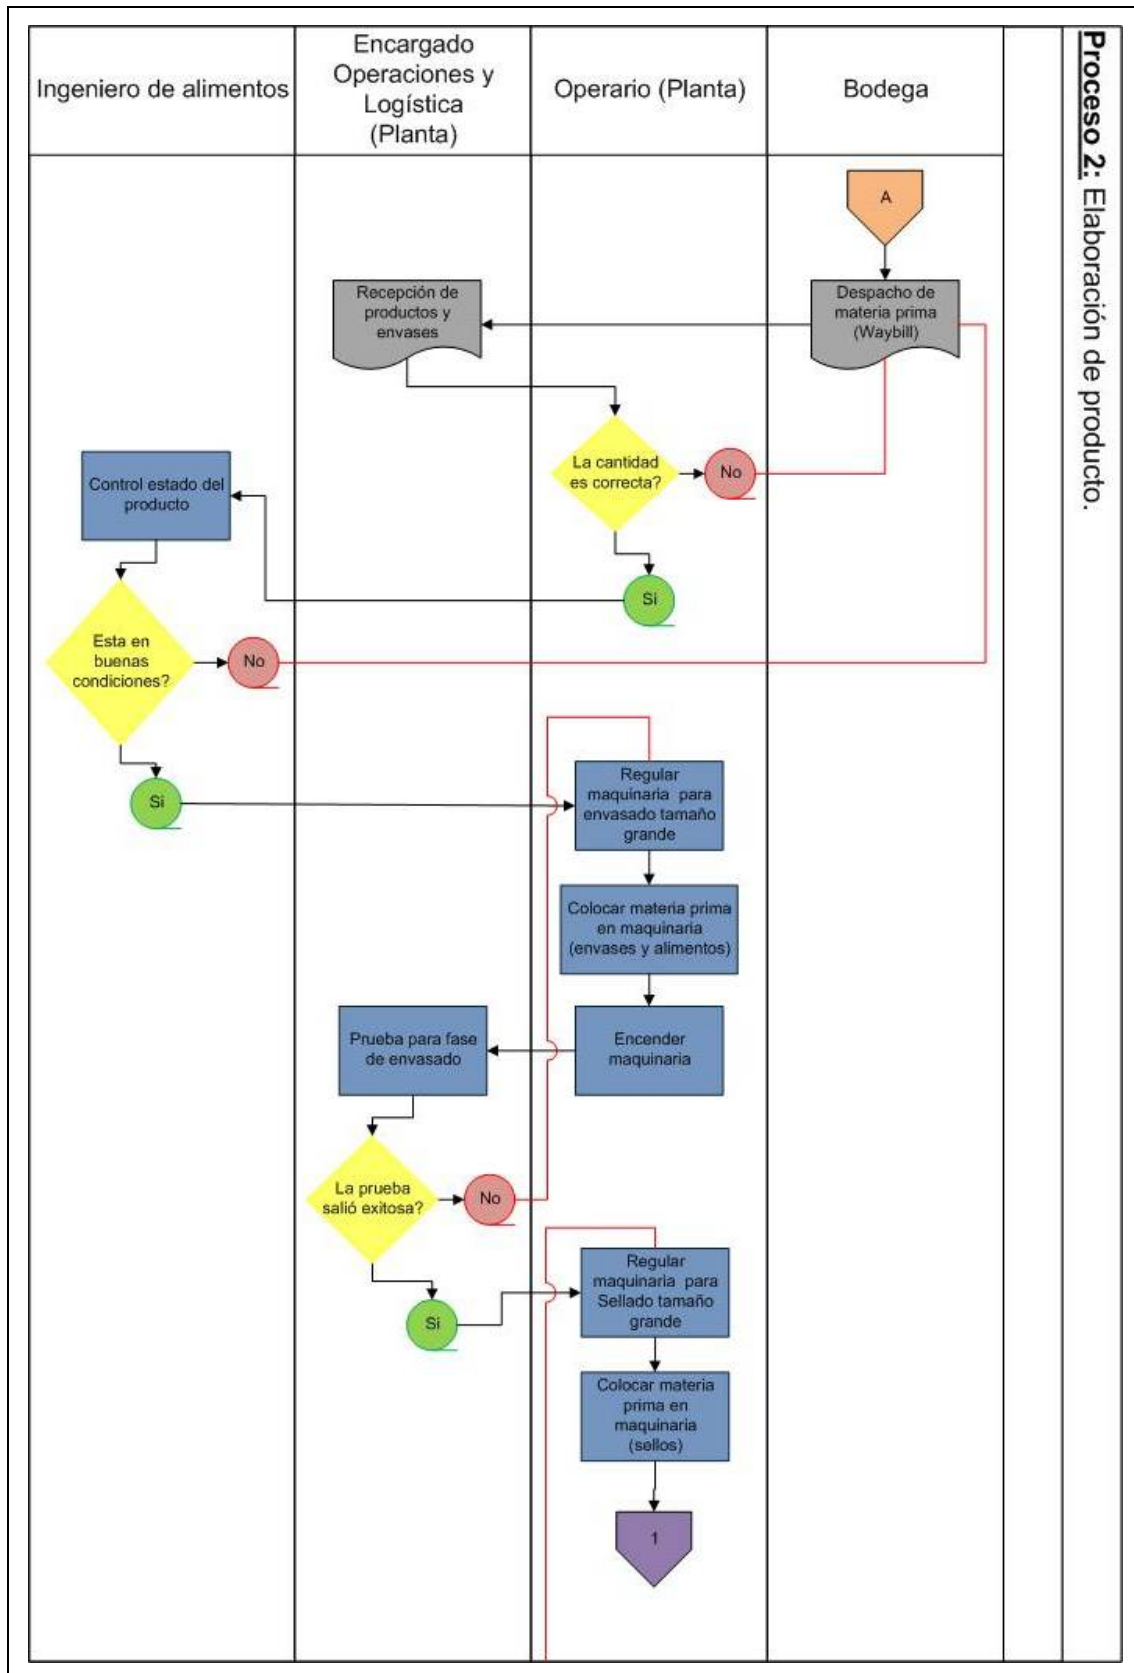 Proceso 2: Elaboración de producto.
Ingeniero de alimentos
Encargado
Operaciones y
Logística
(Planta)
Operario (Planta)
Bodega
A
Despacho de
materia prima
(Waybill)
Recepción de
productos y
envases
La cantidad
es correcta?
No
Si
Control estado del
producto
Esta en
buenas
condiciones?
No
Si
Regular
maquinaria para
envasado tamaño
grande
Colocar materia prima
en maquinaria
(envases y alimentos)
Encender
maquinaria
Prueba para fase
de envasado
La prueba
salió exitosa?
No
Si
Regular
maquinaria para
Sellado tamaño
grande
Colocar materia
prima en
maquinaria
(sellos)
1